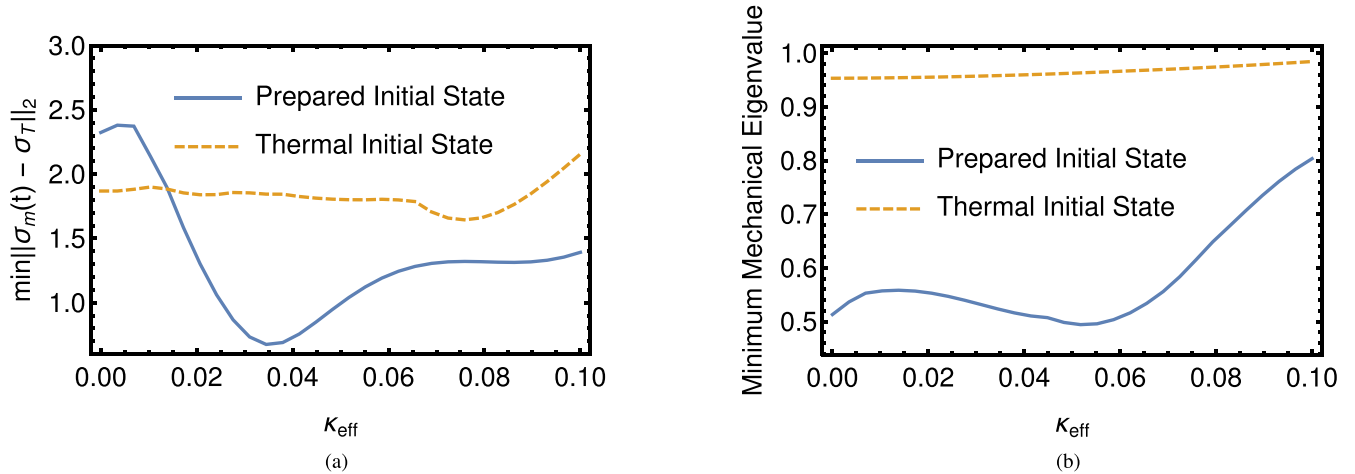 min||σm(t) − σT||2
3.0
2.5
2.0
1.5
1.0
Prepared Initial State
Thermal Initial State
0.00 0.02 0.04 0.06 0.08 0.10
κeff
(a)
Minimum Mechanical Eigenvalue
1.0
0.9
0.8
0.7
0.6
0.5
Prepared Initial State
Thermal Initial State
0.00 0.02 0.04 0.06 0.08 0.10
κeff
(b)